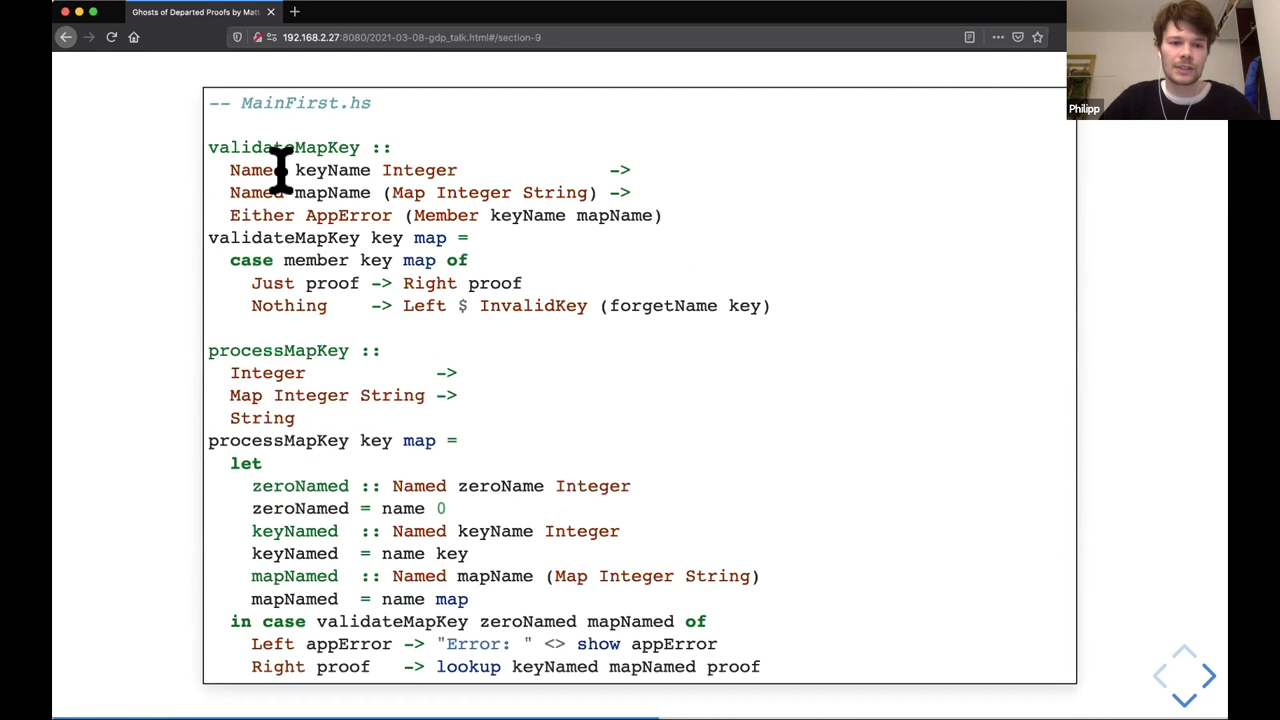 Ghosts of Departed Proofs by Mat
192.168.2.27:8080/2021-03-08-gdp_talk.html#/section-9
Philipp
-- MainFirst.hs
validateMapKey ::
  Named keyName Integer              ->
  Named mapName (Map Integer String) ->
  Either AppError (Member keyName mapName)
validateMapKey key map =
  case member key map of
    Just proof -> Right proof
    Nothing    -> Left $ InvalidKey (forgetName key)
processMapKey ::
  Integer            ->
  Map Integer String ->
  String
processMapKey key map =
  let
    zeroNamed :: Named zeroName Integer
    zeroNamed = name 0
    keyNamed  :: Named keyName Integer
    keyNamed  = name key
    mapNamed  :: Named mapName (Map Integer String)
    mapNamed  = name map
  in case validateMapKey zeroNamed mapNamed of
    Left appError -> "Error: " <> show appError
    Right proof   -> lookup keyNamed mapNamed proof